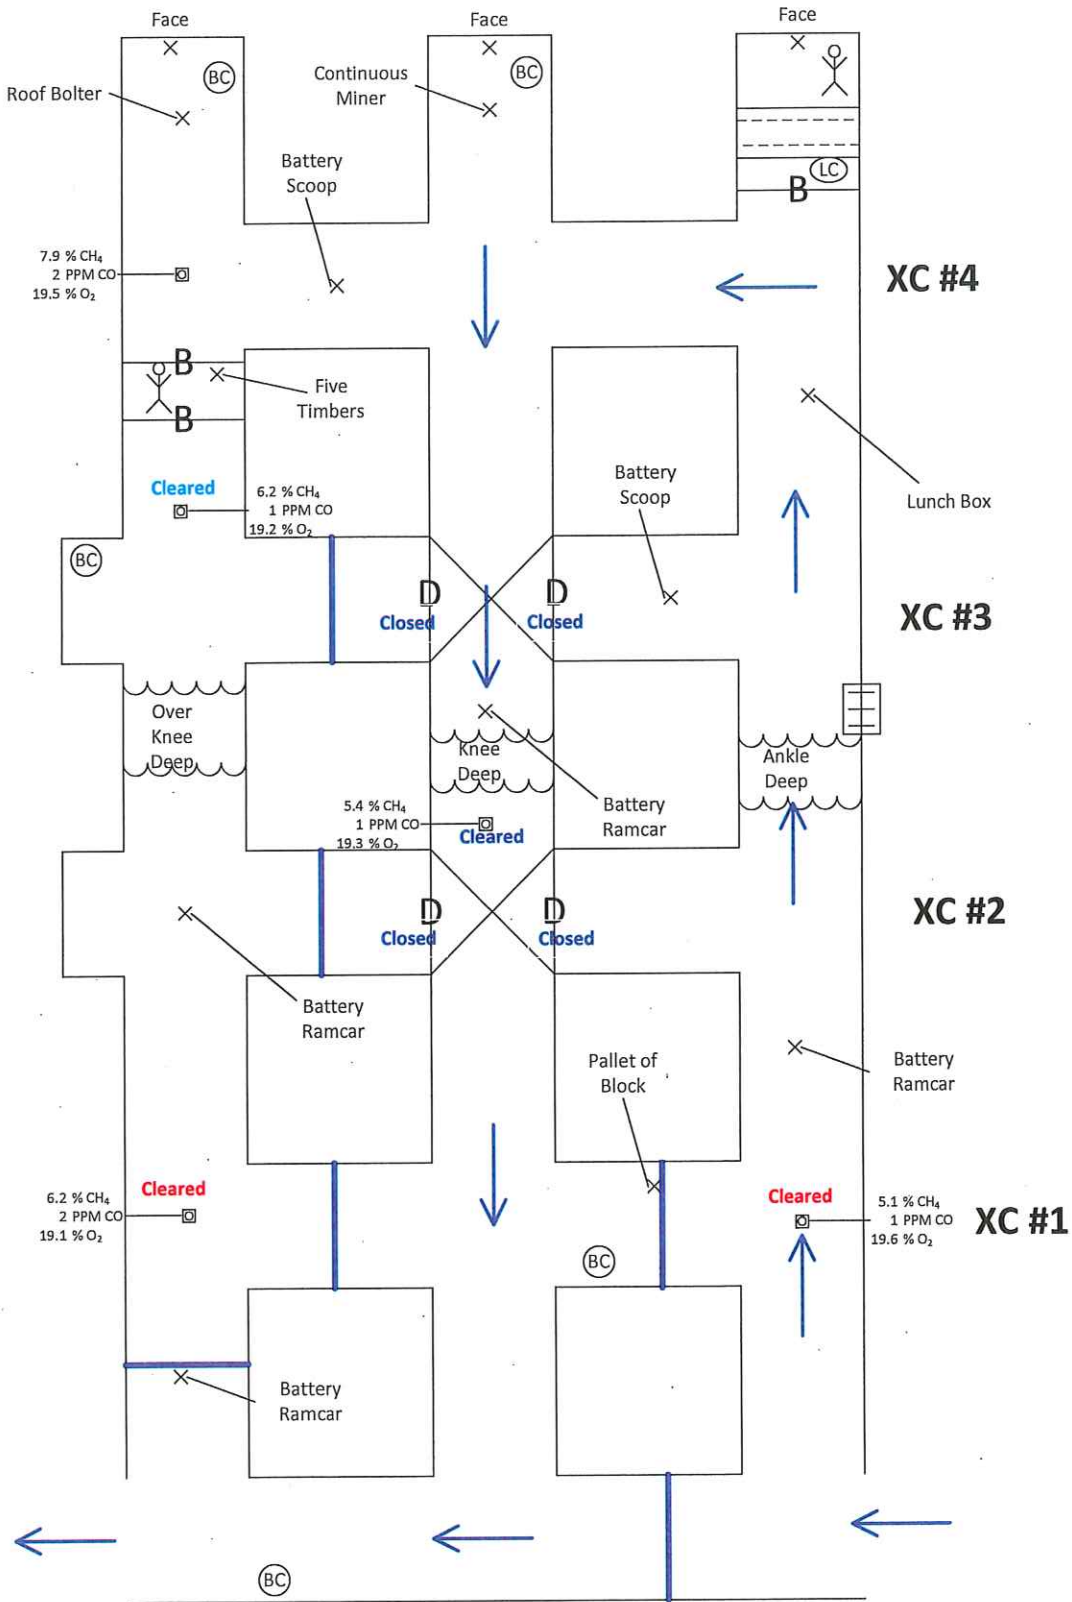 Face
Face
Face
BC
BC
Roof Bolter
Continuous
Miner
Battery
Scoop
LC
B
7.9 % CH₄
2 PPM CO
19.5 % O₂
XC #4
B
Five
Timbers
B
Cleared
6.2 % CH₄
1 PPM CO
19.2 % O₂
Battery
Scoop
Lunch Box
BC
D
Closed
D
Closed
XC #3
Over
Knee
Deep
Knee
Deep
Ankle
Deep
Battery
Ramcar
5.4 % CH₄
1 PPM CO
19.3 % O₂
Cleared
D
Closed
D
Closed
XC #2
Battery
Ramcar
Pallet of
Block
Battery
Ramcar
6.2 % CH₄
2 PPM CO
19.1 % O₂
Cleared
Cleared
5.1 % CH₄
1 PPM CO
19.6 % O₂
XC #1
BC
Battery
Ramcar
BC